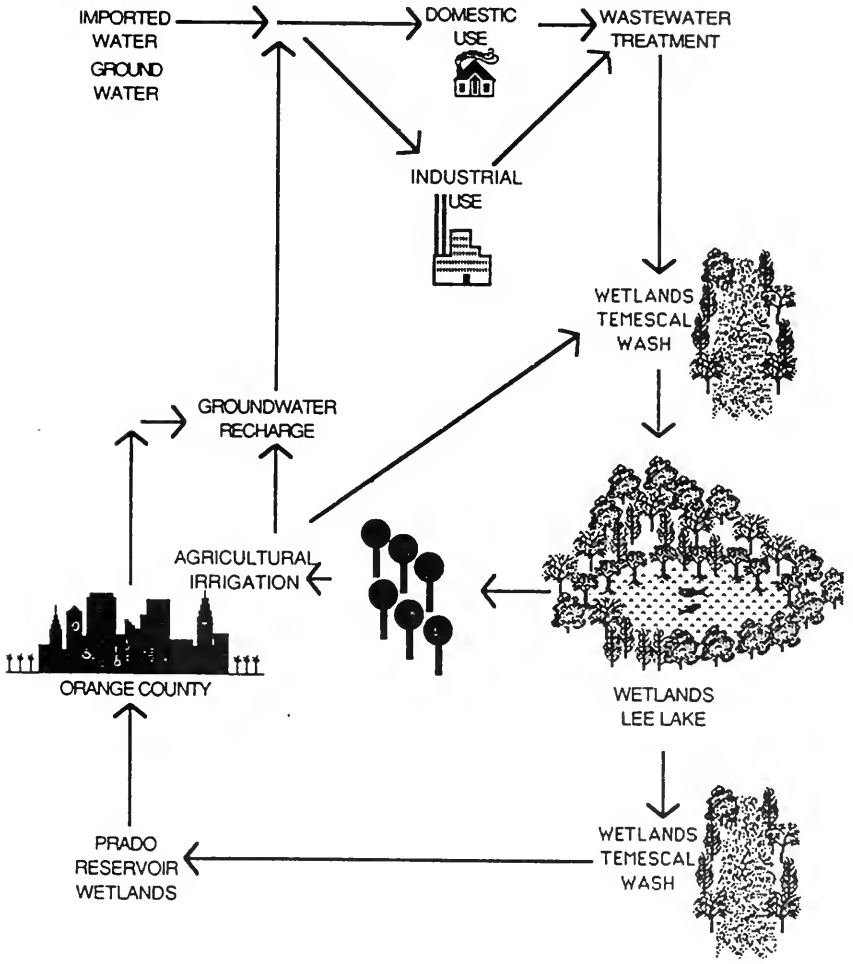 IMPORTED
WATER
GROUND
WATER
DOMESTIC
USE
WASTEWATER
TREATMENT
INDUSTRIAL
USE
WETLANDS
TEMESCAL
WASH
GROUNDWATER
RECHARGE
AGRICULTURAL
IRRIGATION
ORANGE COUNTY
WETLANDS
LEE LAKE
PRADO
RESERVOIR
WETLANDS
WETLANDS
TEMESCAL
WASH